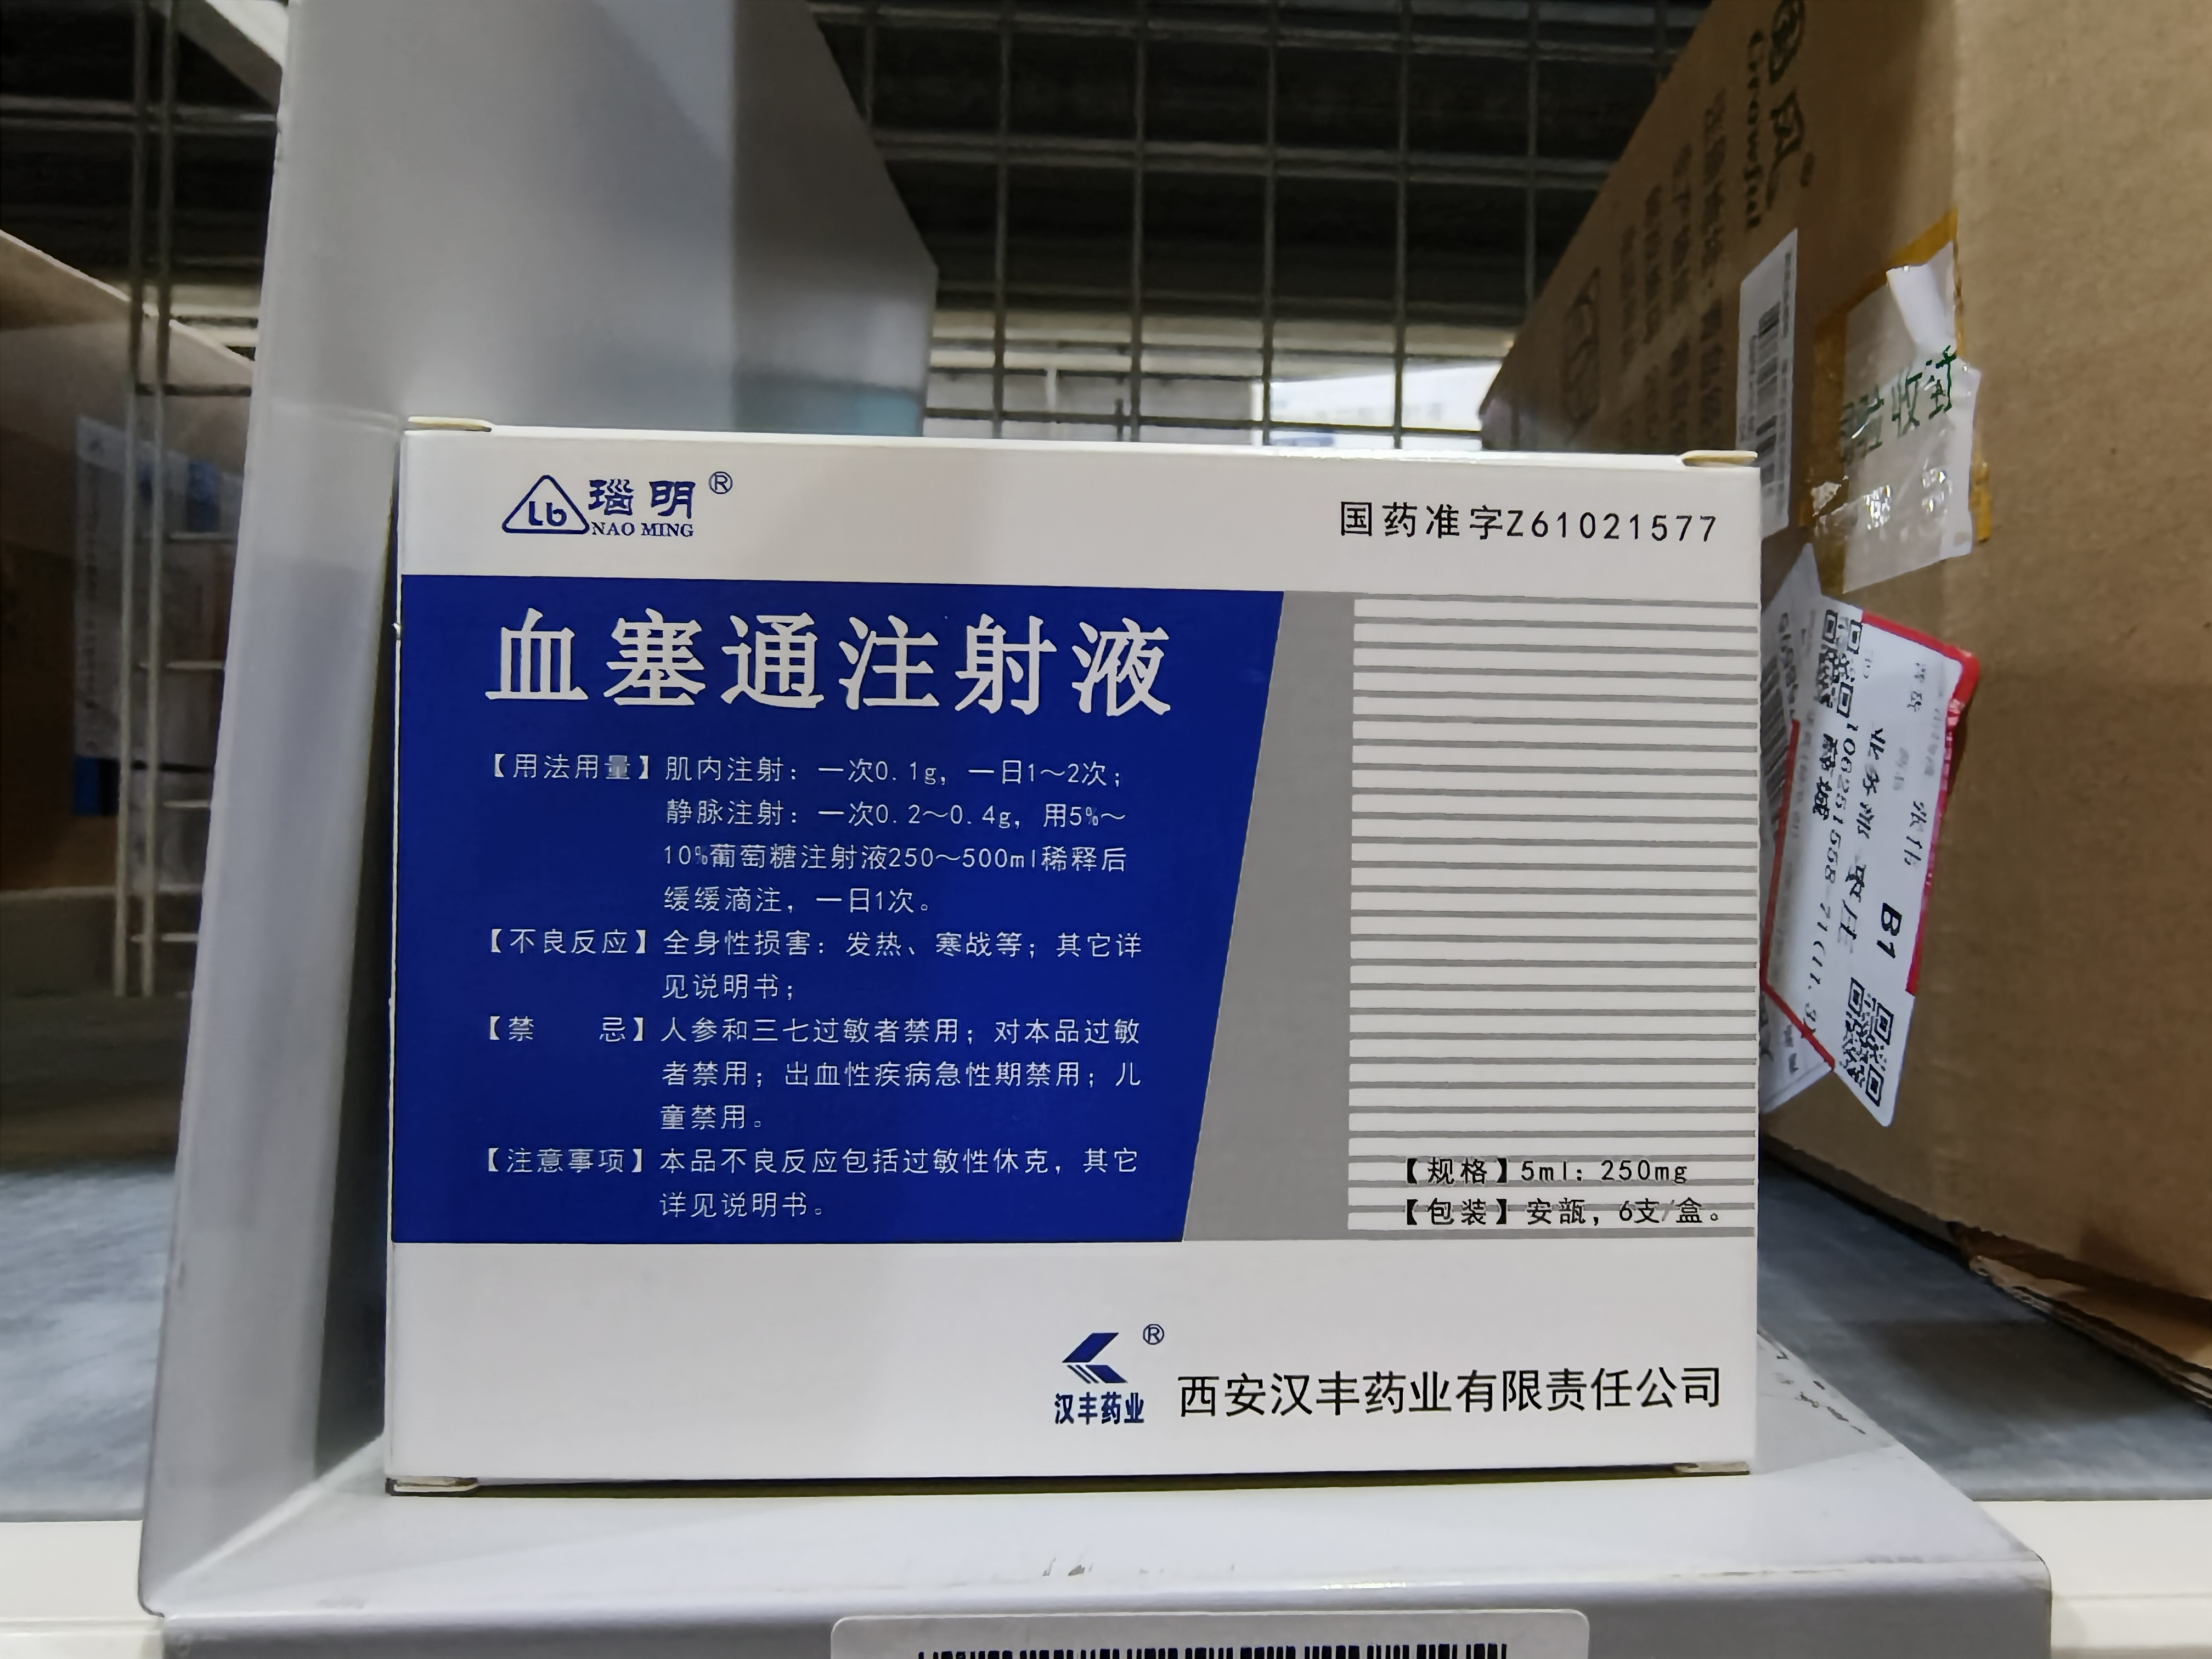 Lb
瑙明®
NAO MING
国药准字Z61021577
血塞通注射液
【用法用量】肌内注射：一次0.1g，一日1～2次；
静脉注射：一次0.2～0.4g，用5%～
10%葡萄糖注射液250～500ml稀释后
缓缓滴注，一日1次。
【不良反应】全身性损害：发热、寒战等；其它详
见说明书；
【禁 忌】人参和三七过敏者禁用；对本品过敏
者禁用；出血性疾病急性期禁用；儿
童禁用。
【注意事项】本品不良反应包括过敏性休克，其它
详见说明书。
【规格】5ml：250mg
【包装】安瓿，6支/盒。
®
汉丰药业
西安汉丰药业有限责任公司
B1